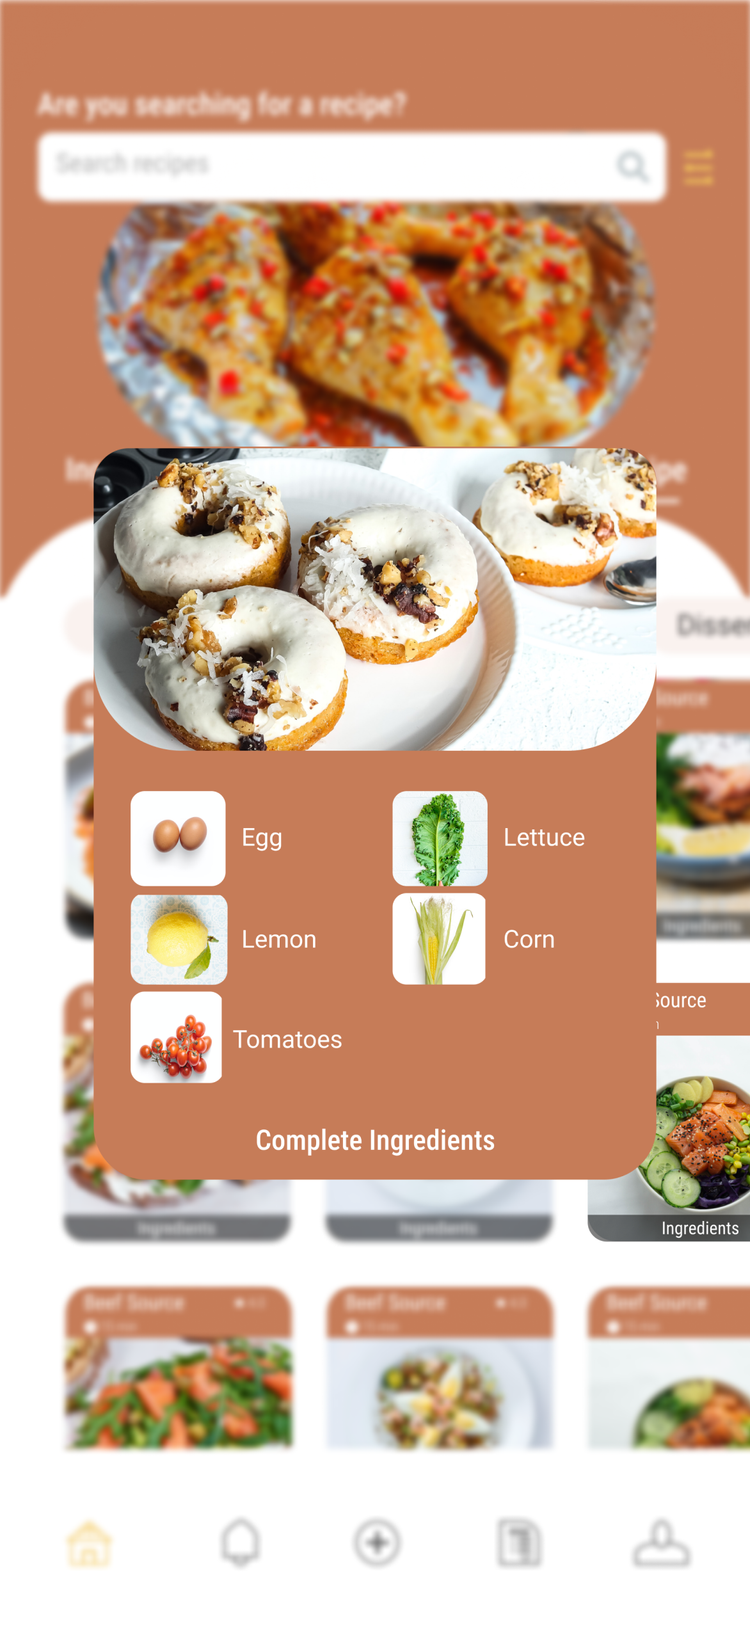 Are you searching for a recipe?
Search recipes
Disse
Source
Egg
Lettuce
Lemon
Corn
Tomatoes
Ingredients
Source
Complete Ingredients
Ingredients
Ingredients
Ingredients
Beef Source
Beef Source
Beef Source